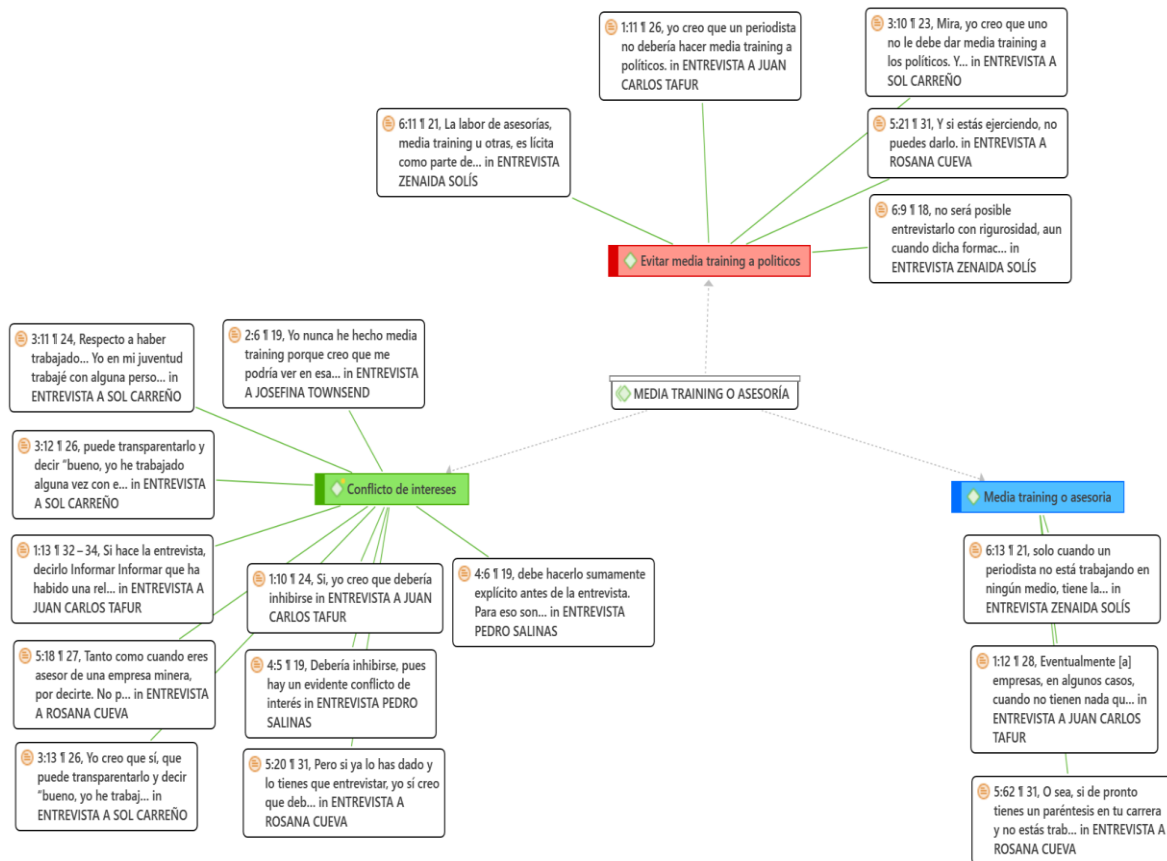 1:11 ¶ 26, yo creo que un periodista
no debería hacer media training a
políticos. in ENTREVISTA A JUAN
CARLOS TAFUR
3:10 ¶ 23, Mira, yo creo que uno
no le debe dar media training a
los políticos. Y... in ENTREVISTA A
SOL CARREÑO
6:11 ¶ 21, La labor de asesorías,
media training u otras, es lícita
como parte de... in ENTREVISTA
ZENAIDA SOLÍS
5:21 ¶ 31, Y si estás ejerciendo, no
puedes darlo. in ENTREVISTA A
ROSANA CUEVA
6:9 ¶ 18, no será posible
entrevistarlo con rigurosidad, aun
cuando dicha formac... in
ENTREVISTA ZENAIDA SOLÍS
Evitar media training a politicos
MEDIA TRAINING O ASESORÍA
3:11 ¶ 24, Respecto a haber
trabajado... Yo en mi juventud
trabajé con alguna perso... in
ENTREVISTA A SOL CARREÑO
2:6 ¶ 19, Yo nunca he hecho media
training porque creo que me
podría ver en esa... in ENTREVISTA
A JOSEFINA TOWNSEND
3:12 ¶ 26, puede transparentarlo y
decir "bueno, yo he trabajado
alguna vez con e... in ENTREVISTA
A SOL CARREÑO
Conflicto de intereses
Media training o asesoria
1:13 ¶ 32 – 34, Si hace la entrevista,
decirlo Informar Informar que ha
habido una rel... in ENTREVISTA A
JUAN CARLOS TAFUR
1:10 ¶ 24, Si, yo creo que debería
inhibirse in ENTREVISTA A JUAN
CARLOS TAFUR
4:6 ¶ 19, debe hacerlo sumamente
explícito antes de la entrevista.
Para eso son... in ENTREVISTA
PEDRO SALINAS
6:13 ¶ 21, solo cuando un
periodista no está trabajando en
ningún medio, tiene la... in
ENTREVISTA ZENAIDA SOLÍS
5:18 ¶ 27, Tanto como cuando eres
asesor de una empresa minera,
por decirte. No p... in ENTREVISTA
A ROSANA CUEVA
4:5 ¶ 19, Debería inhibirse, pues
hay un evidente conflicto de
interés in ENTREVISTA PEDRO
SALINAS
1:12 ¶ 28, Eventualmente [a]
empresas, en algunos casos,
cuando no tienen nada qu... in
ENTREVISTA A JUAN CARLOS
TAFUR
3:13 ¶ 26, Yo creo que sí, que
puede transparentarlo y decir
"bueno, yo he trabaj... in
ENTREVISTA A SOL CARREÑO
5:20 ¶ 31, Pero si ya lo has dado y
lo tienes que entrevistar, yo sí creo
que deb... in ENTREVISTA A
ROSANA CUEVA
5:62 ¶ 31, O sea, si de pronto
tienes un paréntesis en tu carrera
y no estás trab... in ENTREVISTA A
ROSANA CUEVA